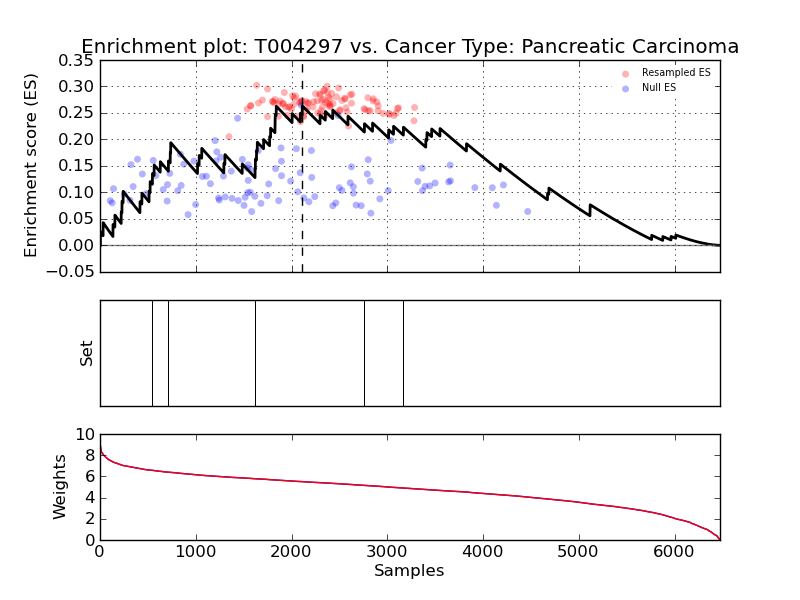 Enrichment plot: T004297 vs. Cancer Type: Pancreatic Carcinoma
Enrichment score (ES)
0.35
0.30
0.25
0.20
0.15
0.10
0.05
0.00
−0.05
Resampled ES
Null ES
Set
Weights
10
8
6
4
2
0
0 1000 2000 3000 4000 5000 6000
Samples